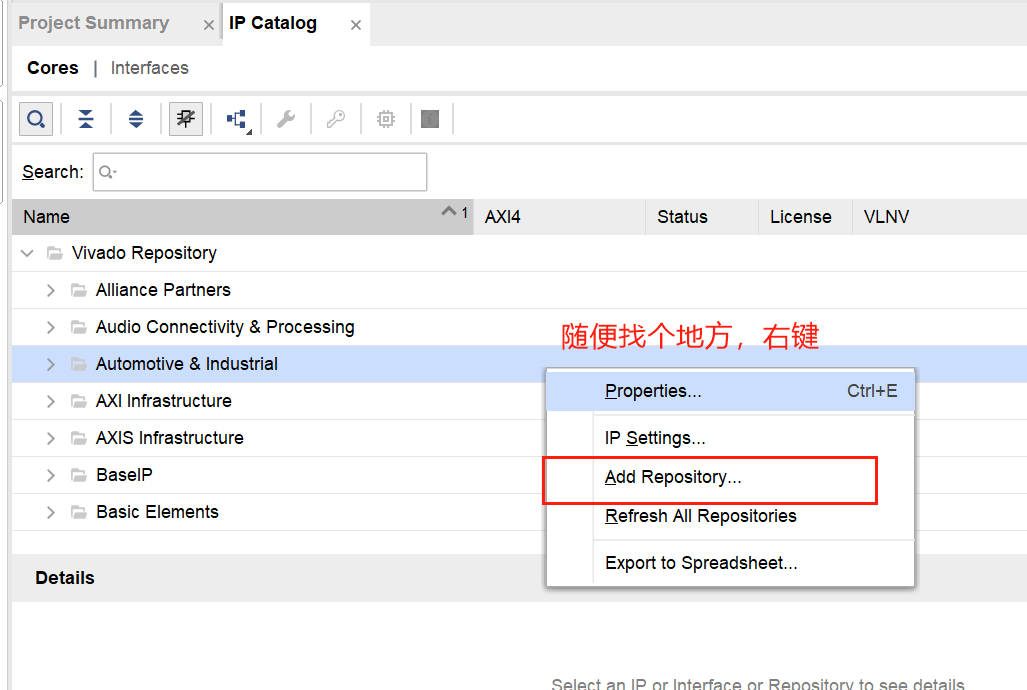 Project Summary × IP Catalog ×
Cores | Interfaces
Search:
Name 1 AXI4 Status License VLNV
Vivado Repository
Alliance Partners
Audio Connectivity & Processing
随便找个地方，右键
Automotive & Industrial
Properties... Ctrl+E
AXI Infrastructure
IP Settings...
AXIS Infrastructure
Add Repository...
BaseIP
Refresh All Repositories
Basic Elements
Export to Spreadsheet...
Details
Select an IP or Interface or Repository to see details